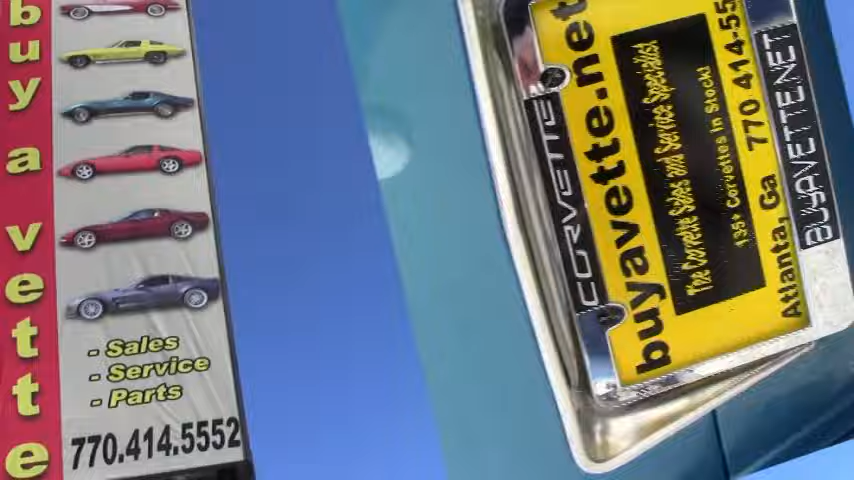 buy a vette
- Sales
- Service
- Parts
770.414.5552
CORVETTE
buyavette.net
The Corvette Sales and Service Specialist
135+ Corvettes In Stock!
Atlanta, Ga 770 414-55
BUYAVETTE.NET